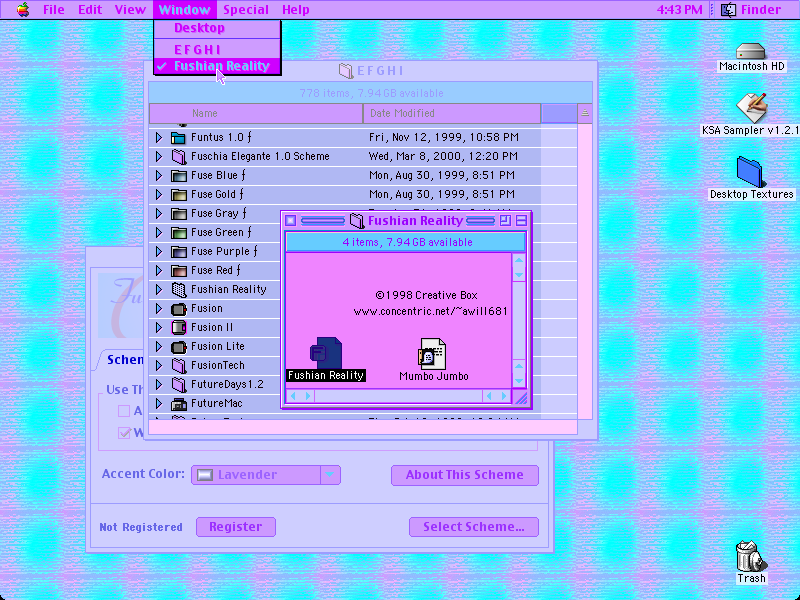 File Edit View Window Special Help 4:43 PM Finder
Desktop
E F G H I
Fushian Reality
E F G H I
778 items, 7.94 GB available
Name Date Modified
Funtus 1.0 ƒ Fri, Nov 12, 1999, 10:58 PM
Fuschia Elegante 1.0 Scheme Wed, Mar 8, 2000, 12:20 PM
Fuse Blue ƒ Mon, Aug 30, 1999, 8:51 PM
Fuse Gold ƒ Mon, Aug 30, 1999, 8:51 PM
Fuse Gray ƒ
Fuse Green ƒ
Fuse Purple ƒ
Fuse Red ƒ
Fushian Reality
Fusion
Fusion II
Fusion Lite
FusionTech
FutureDays1.2
FutureMac
Fushian Reality
4 items, 7.94 GB available
©1998 Creative Box
www.concentric.net/~awill681
Fushian Reality
Mumbo Jumbo
Macintosh HD
KSA Sampler v1.2.1
Desktop Textures
Trash
Fu
Schem
Use Th
A
W
Accent Color: Lavender About This Scheme
Not Registered Register Select Scheme...